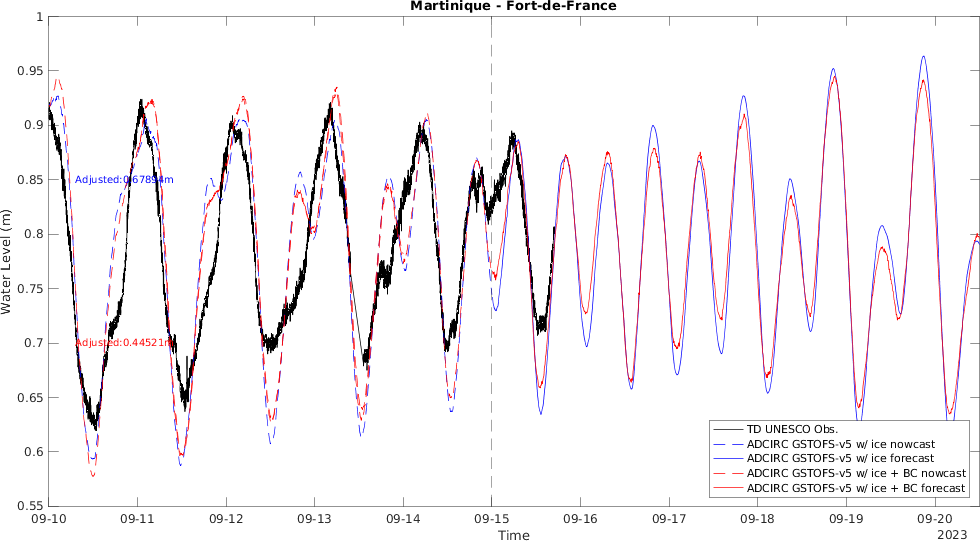 Martinique - Fort-de-France
Water Level (m)
1
0.95
0.9
0.85
0.8
0.75
0.7
0.65
0.6
0.55
Adjusted:0.67894m
Adjusted:0.44521m
TD UNESCO Obs.
ADCIRC GSTOFS-v5 w/ ice nowcast
ADCIRC GSTOFS-v5 w/ ice forecast
ADCIRC GSTOFS-v5 w/ ice + BC nowcast
ADCIRC GSTOFS-v5 w/ ice + BC forecast
09-10 09-11 09-12 09-13 09-14 09-15 09-16 09-17 09-18 09-19 09-20
Time
2023